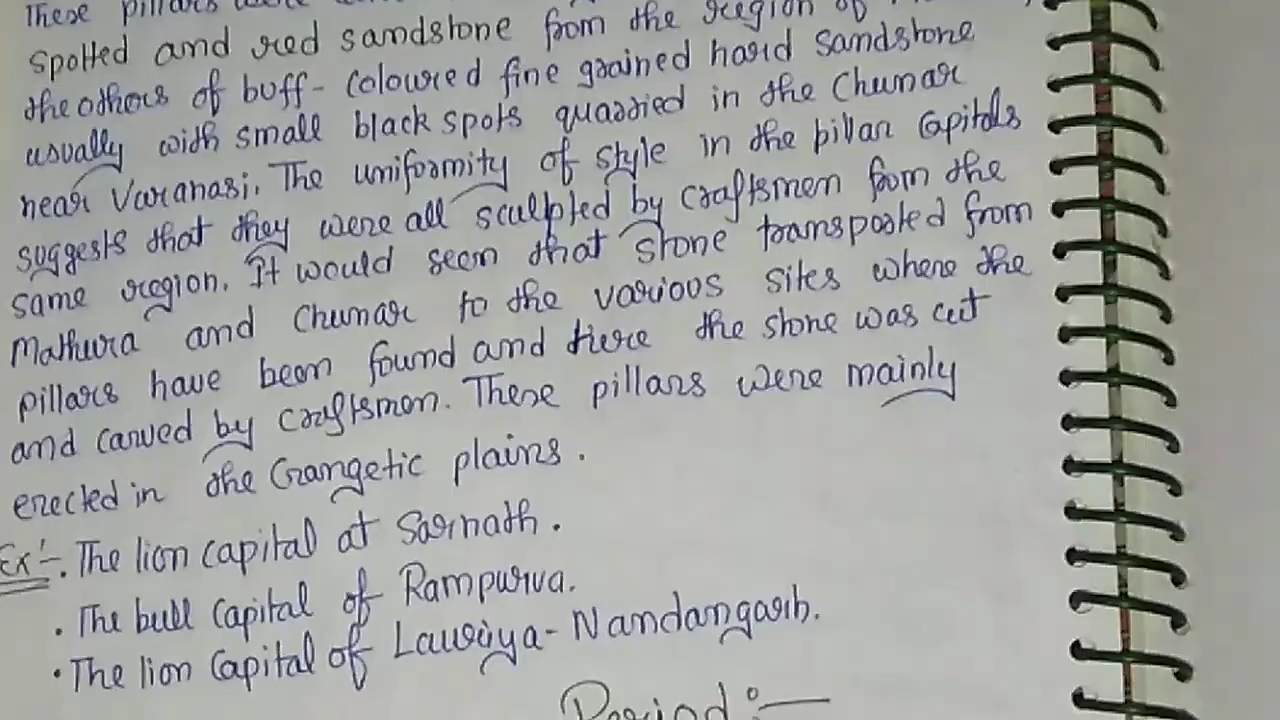 These pillars were
spotted and red sandstone from the region of
the others of buff- coloured fine grained hard sandstone
usually with small black spots quarried in the Chunar
near Varanasi. The uniformity of style in the pillar Capitals
suggests that they were all sculpted by craftsmen from the
same region. It would seem that stone transported from
Mathura and Chunar to the various sites where the
pillars have been found and here the stone was cut
and carved by craftsmen. These pillars were mainly
erected in the Gangetic plains.
Ex:-. The lion capital at Sarnath.
. The bull Capital of Rampurva.
. The lion Capital of Lauriya- Nandangarh.
Period :—